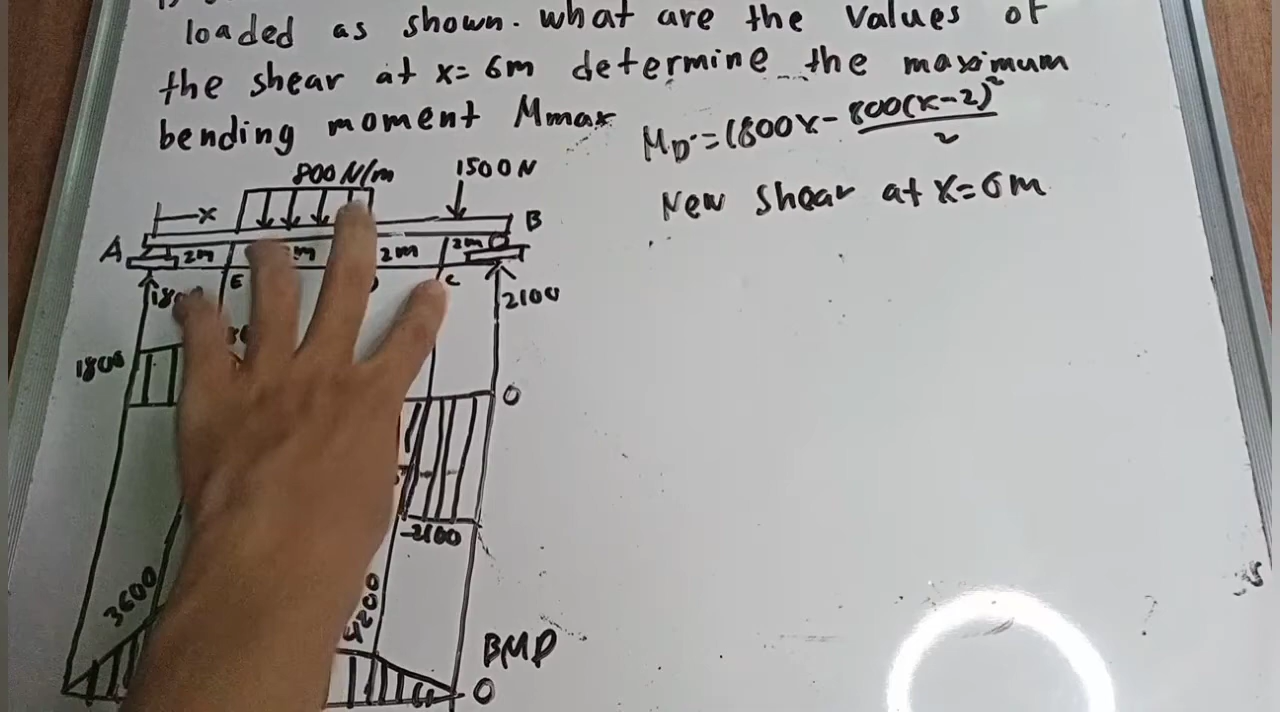 loaded as shown. what are the values of
the shear at x = 6m determine the maximum
bending moment Mmax
M_D = 1800x - 800(x-2)² / 2
New shear at x=6m
800 N/m
1500 N
x
A
B
2m
m
2m
2m
E
C
2100
1800
0
-2100
3600
4200
BMD
0